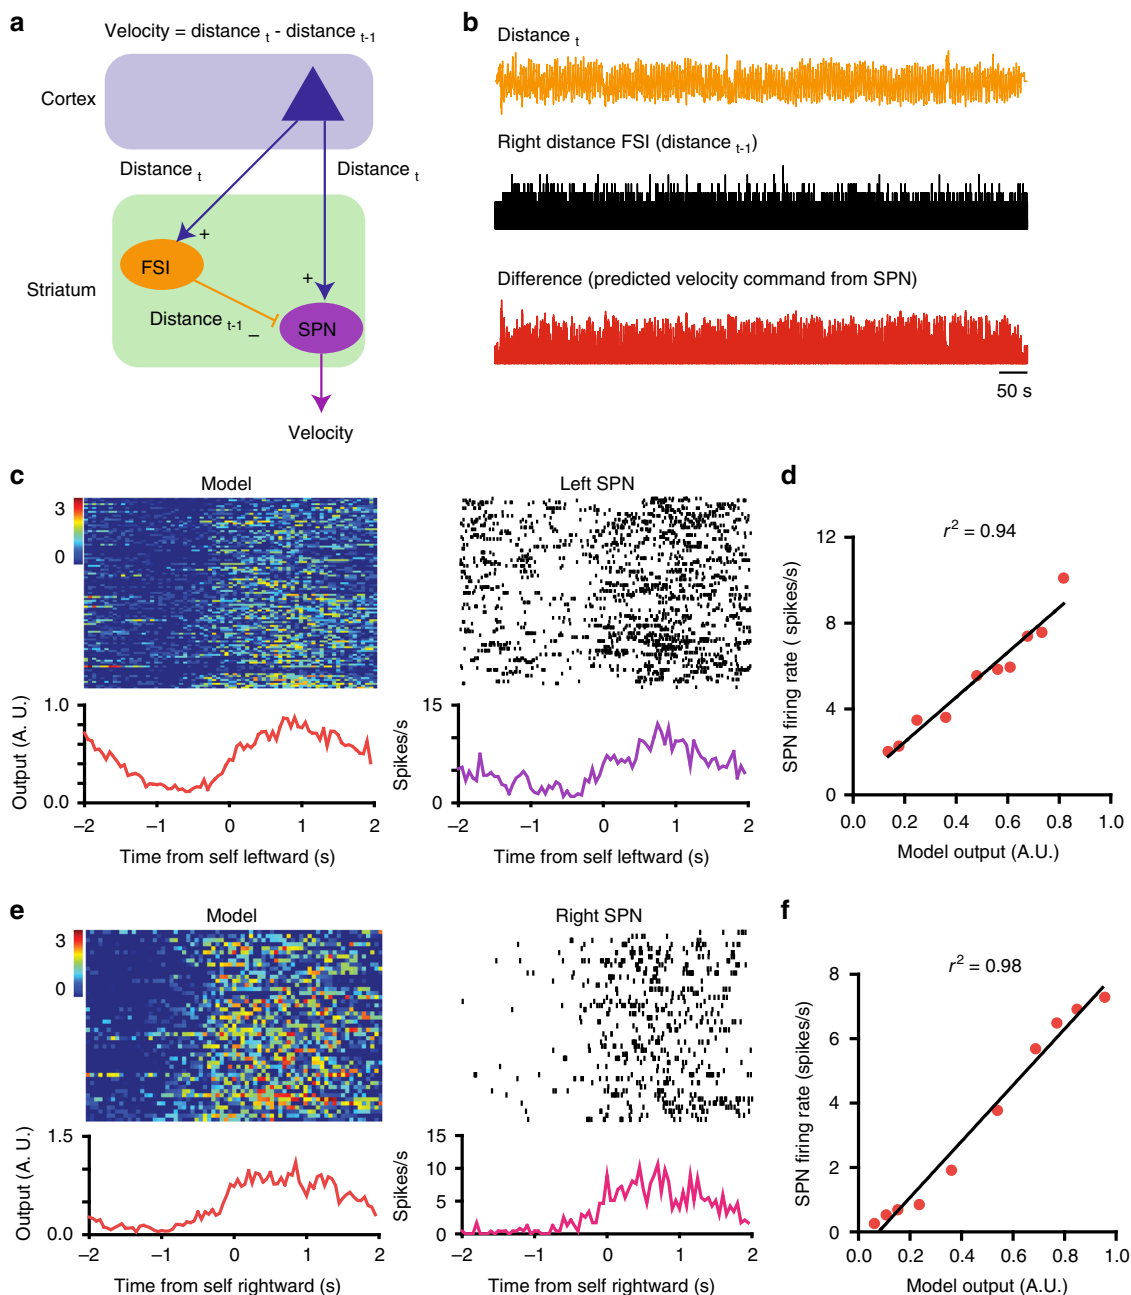 a
Velocity = distance t - distance t-1
Cortex
Distance t
Distance t
+
FSI
+
Striatum
Distance t-1
–
SPN
Velocity
b
Distance t
Right distance FSI (distance t-1)
Difference (predicted velocity command from SPN)
50 s
c
Model
3
0
Output (A. U.)
1.0
0.0
–2 –1 0 1 2
Time from self leftward (s)
Left SPN
Spikes/s
15
0
–2 –1 0 1 2
Time from self leftward (s)
d
r2 = 0.94
SPN firing rate ( spikes/s)
12
8
4
0
0.0 0.2 0.4 0.6 0.8 1.0
Model output (A.U.)
e
Model
3
0
Output (A. U.)
1.5
0.0
–2 –1 0 1 2
Time from self rightward (s)
Right SPN
Spikes/s
15
10
5
0
–2 –1 0 1 2
Time from self rightward (s)
f
r2 = 0.98
SPN firing rate (spikes/s)
8
6
4
2
0
0.0 0.2 0.4 0.6 0.8 1.0
Model output (A.U.)